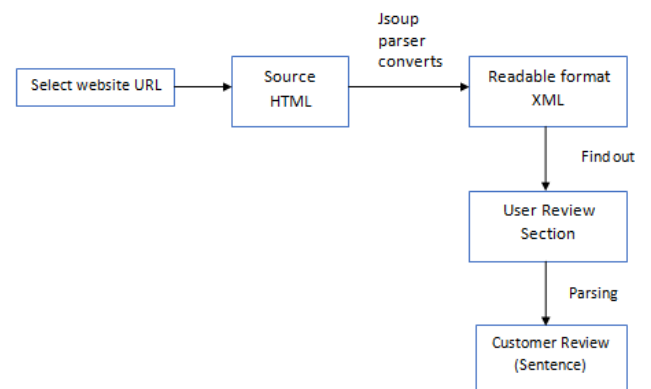 Jsoup
parser
converts
Select website URL
Source
HTML
Readable format
XML
Find out
User Review
Section
Parsing
Customer Review
(Sentence)